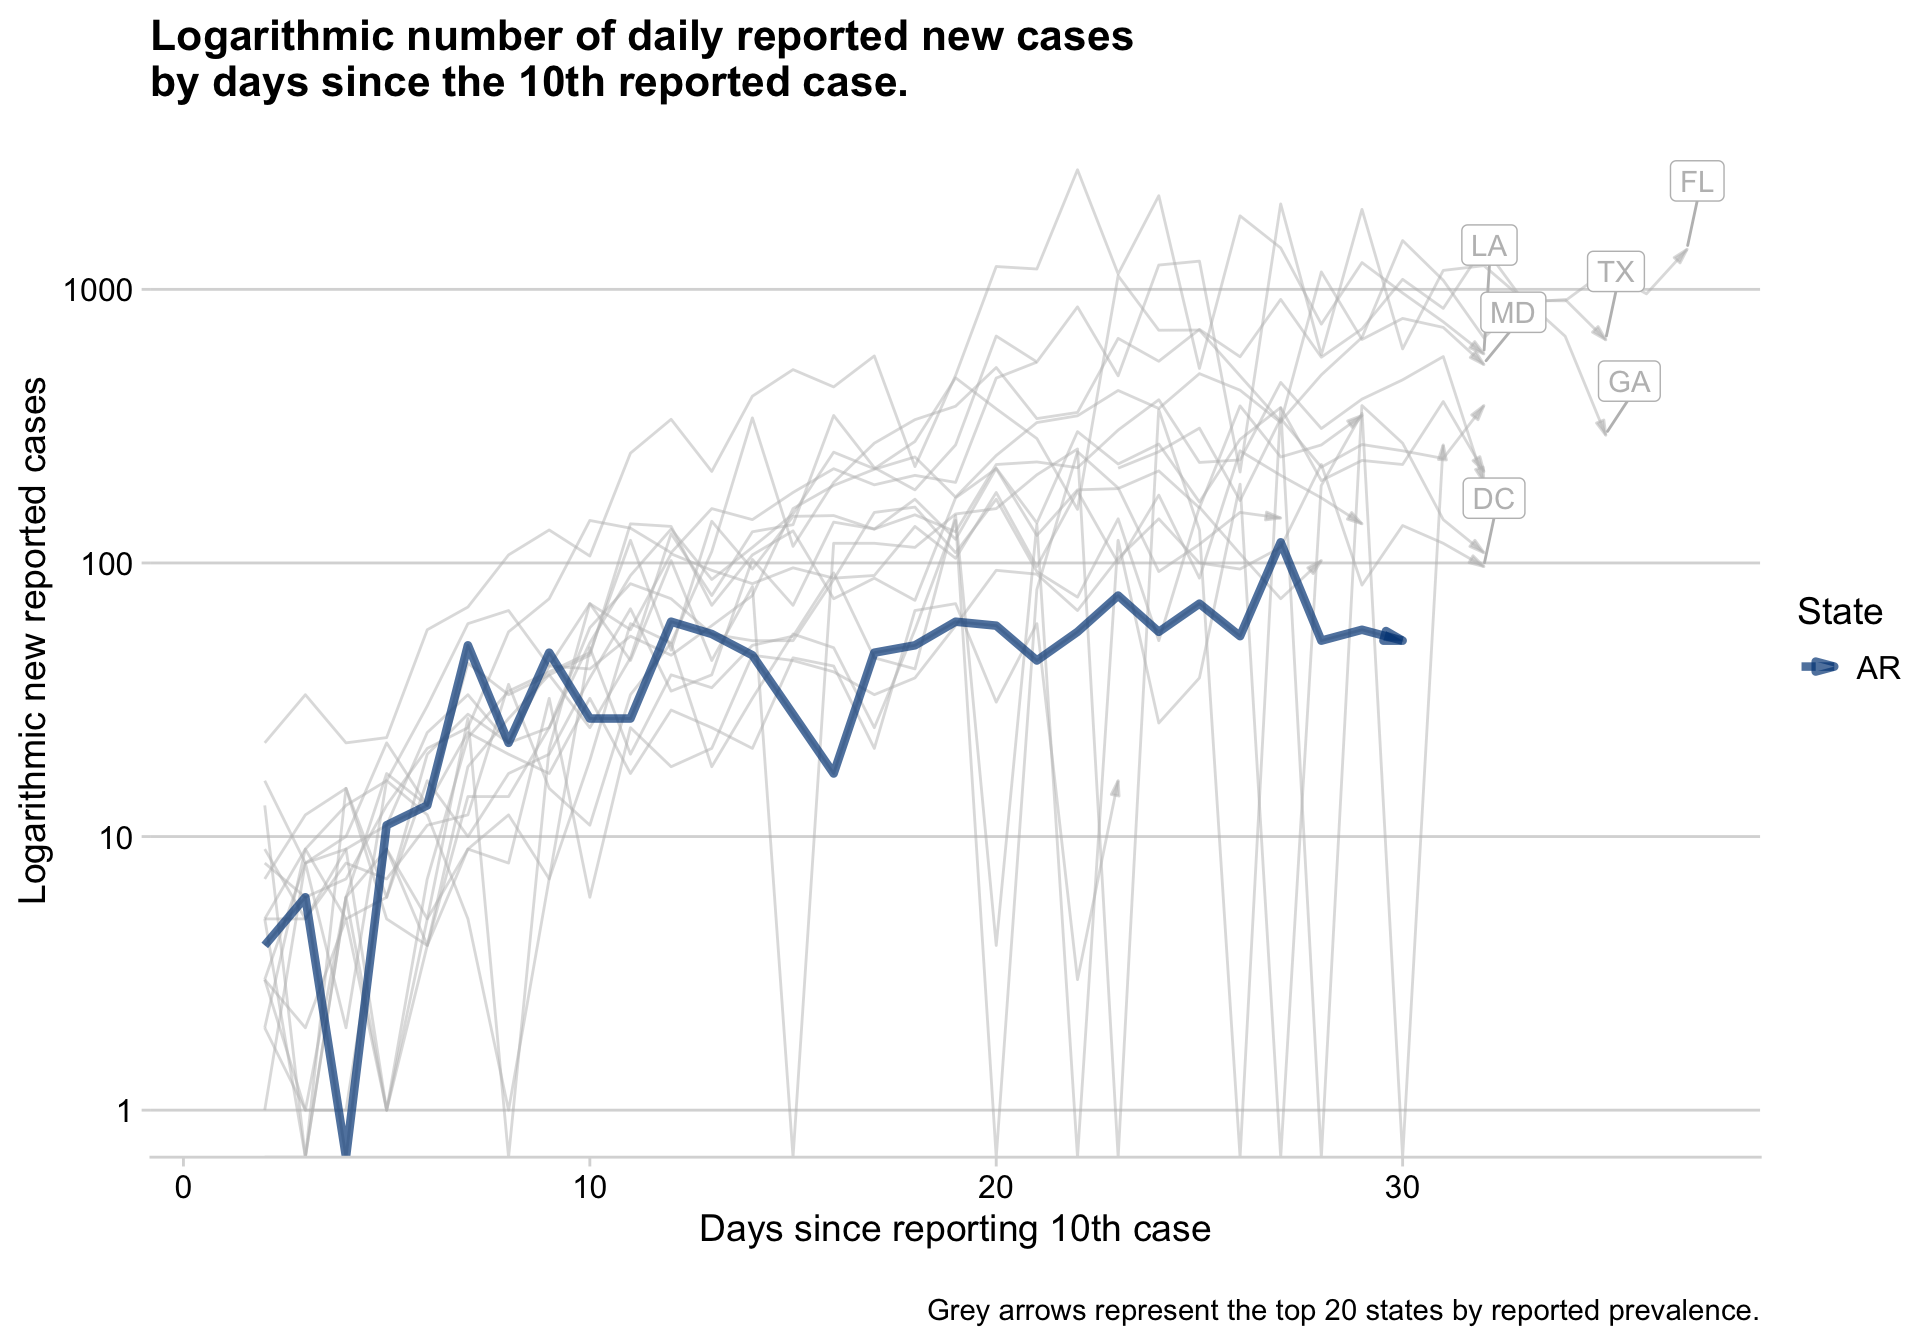 Logarithmic number of daily reported new cases
by days since the 10th reported case.
Logarithmic new reported cases
1000
100
10
1
FL
LA
TX
MD
GA
DC
State
AR
0
10
20
30
Days since reporting 10th case
Grey arrows represent the top 20 states by reported prevalence.